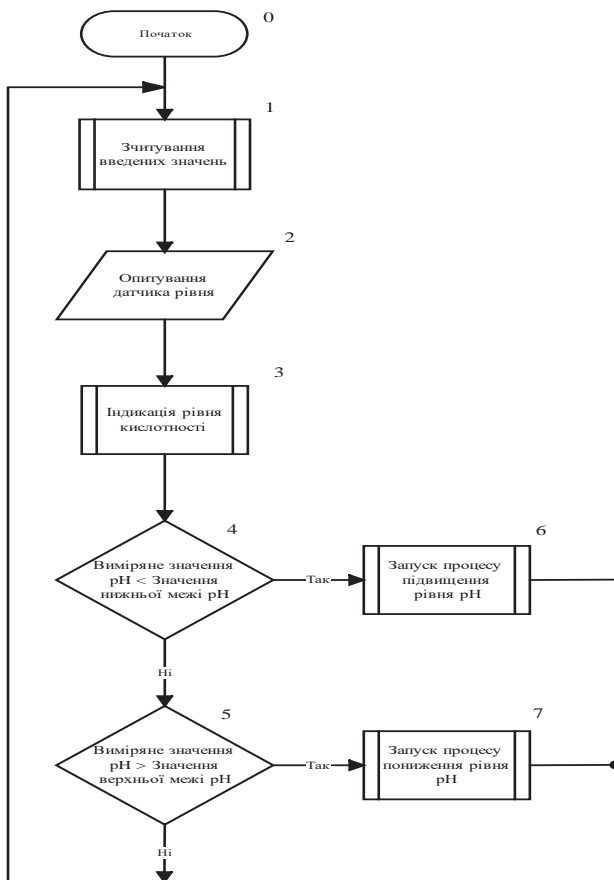 0
Початок
1
Зчитування
введених значень
2
Опитування
датчика рівня
3
Індикація рівня
кислотності
4
Виміряне значення
pH < Значення
нижньої межі pH
Так
6
Запуск процесу
підвищення
рівня pH
Ні
5
Виміряне значення
pH > Значення
верхньої межі pH
Так
7
Запуск процесу
пониження рівня
pH
Ні